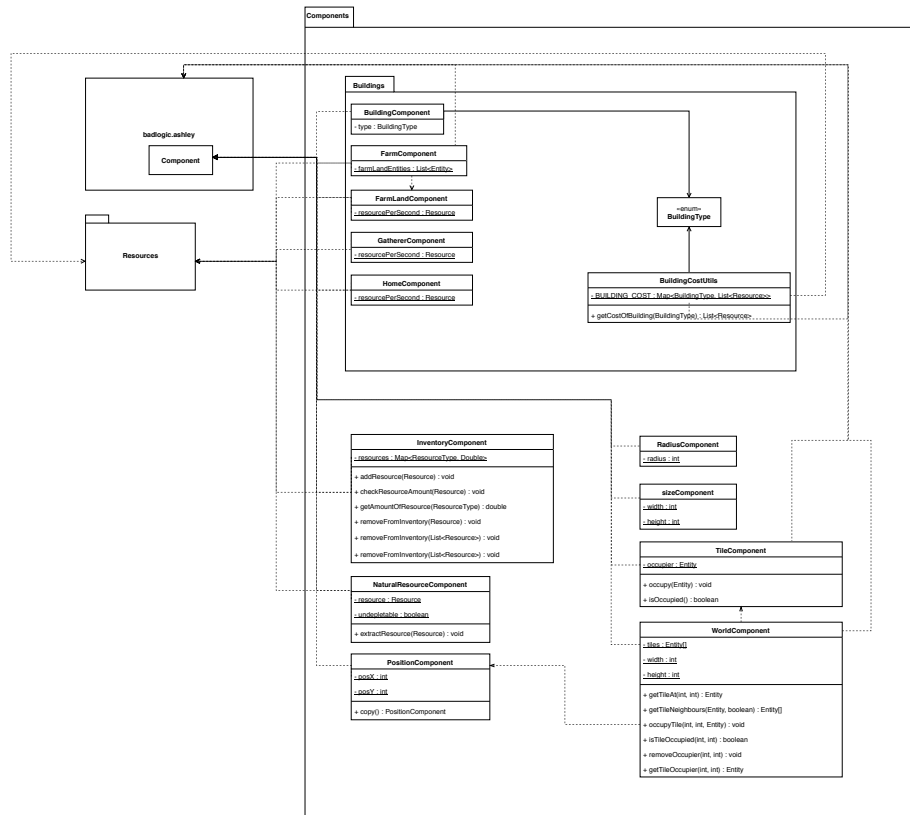 Components
badlogic.ashley
Component
Resources
Buildings
BuildingComponent
- type : BuildingType
FarmComponent
- farmLandEntities : List<Entity>
FarmLandComponent
- resourcePerSecond : Resource
GathererComponent
- resourcePerSecond : Resource
HomeComponent
- resourcePerSecond : Resource
«enum»
BuildingType
BuildingCostUtils
- BUILDING_COST : Map<BuildingType, List<Resource>>
+ getCostOfBuilding(BuildingType) : List<Resource>
InventoryComponent
- resources : Map<ResourceType, Double>
+ addResource(Resource) : void
+ checkResourceAmount(Resource) : void
+ getAmountOfResource(ResourceType) : double
+ removeFromInventory(Resource) : void
+ removeFromInventory(List<Resource>) : void
+ removeFromInventory(List<Resource>) : void
NaturalResourceComponent
- resource : Resource
- undepletable : boolean
+ extractResource(Resource) : void
PositionComponent
- posX : int
- posY : int
+ copy() : PositionComponent
RadiusComponent
- radius : int
sizeComponent
- width : int
- height : int
TileComponent
- occupier : Entity
+ occupy(Entity) : void
+ isOccupied() : boolean
WorldComponent
- tiles : Entity[]
- width : int
- height : int
+ getTileAt(int, int) : Entity
+ getTileNeighbours(Entity, boolean) : Entity[]
+ occupyTile(int, int, Entity) : void
+ isTileOccupied(int, int) : boolean
+ removeOccupier(int, int) : void
+ getTileOccupier(int, int) : Entity